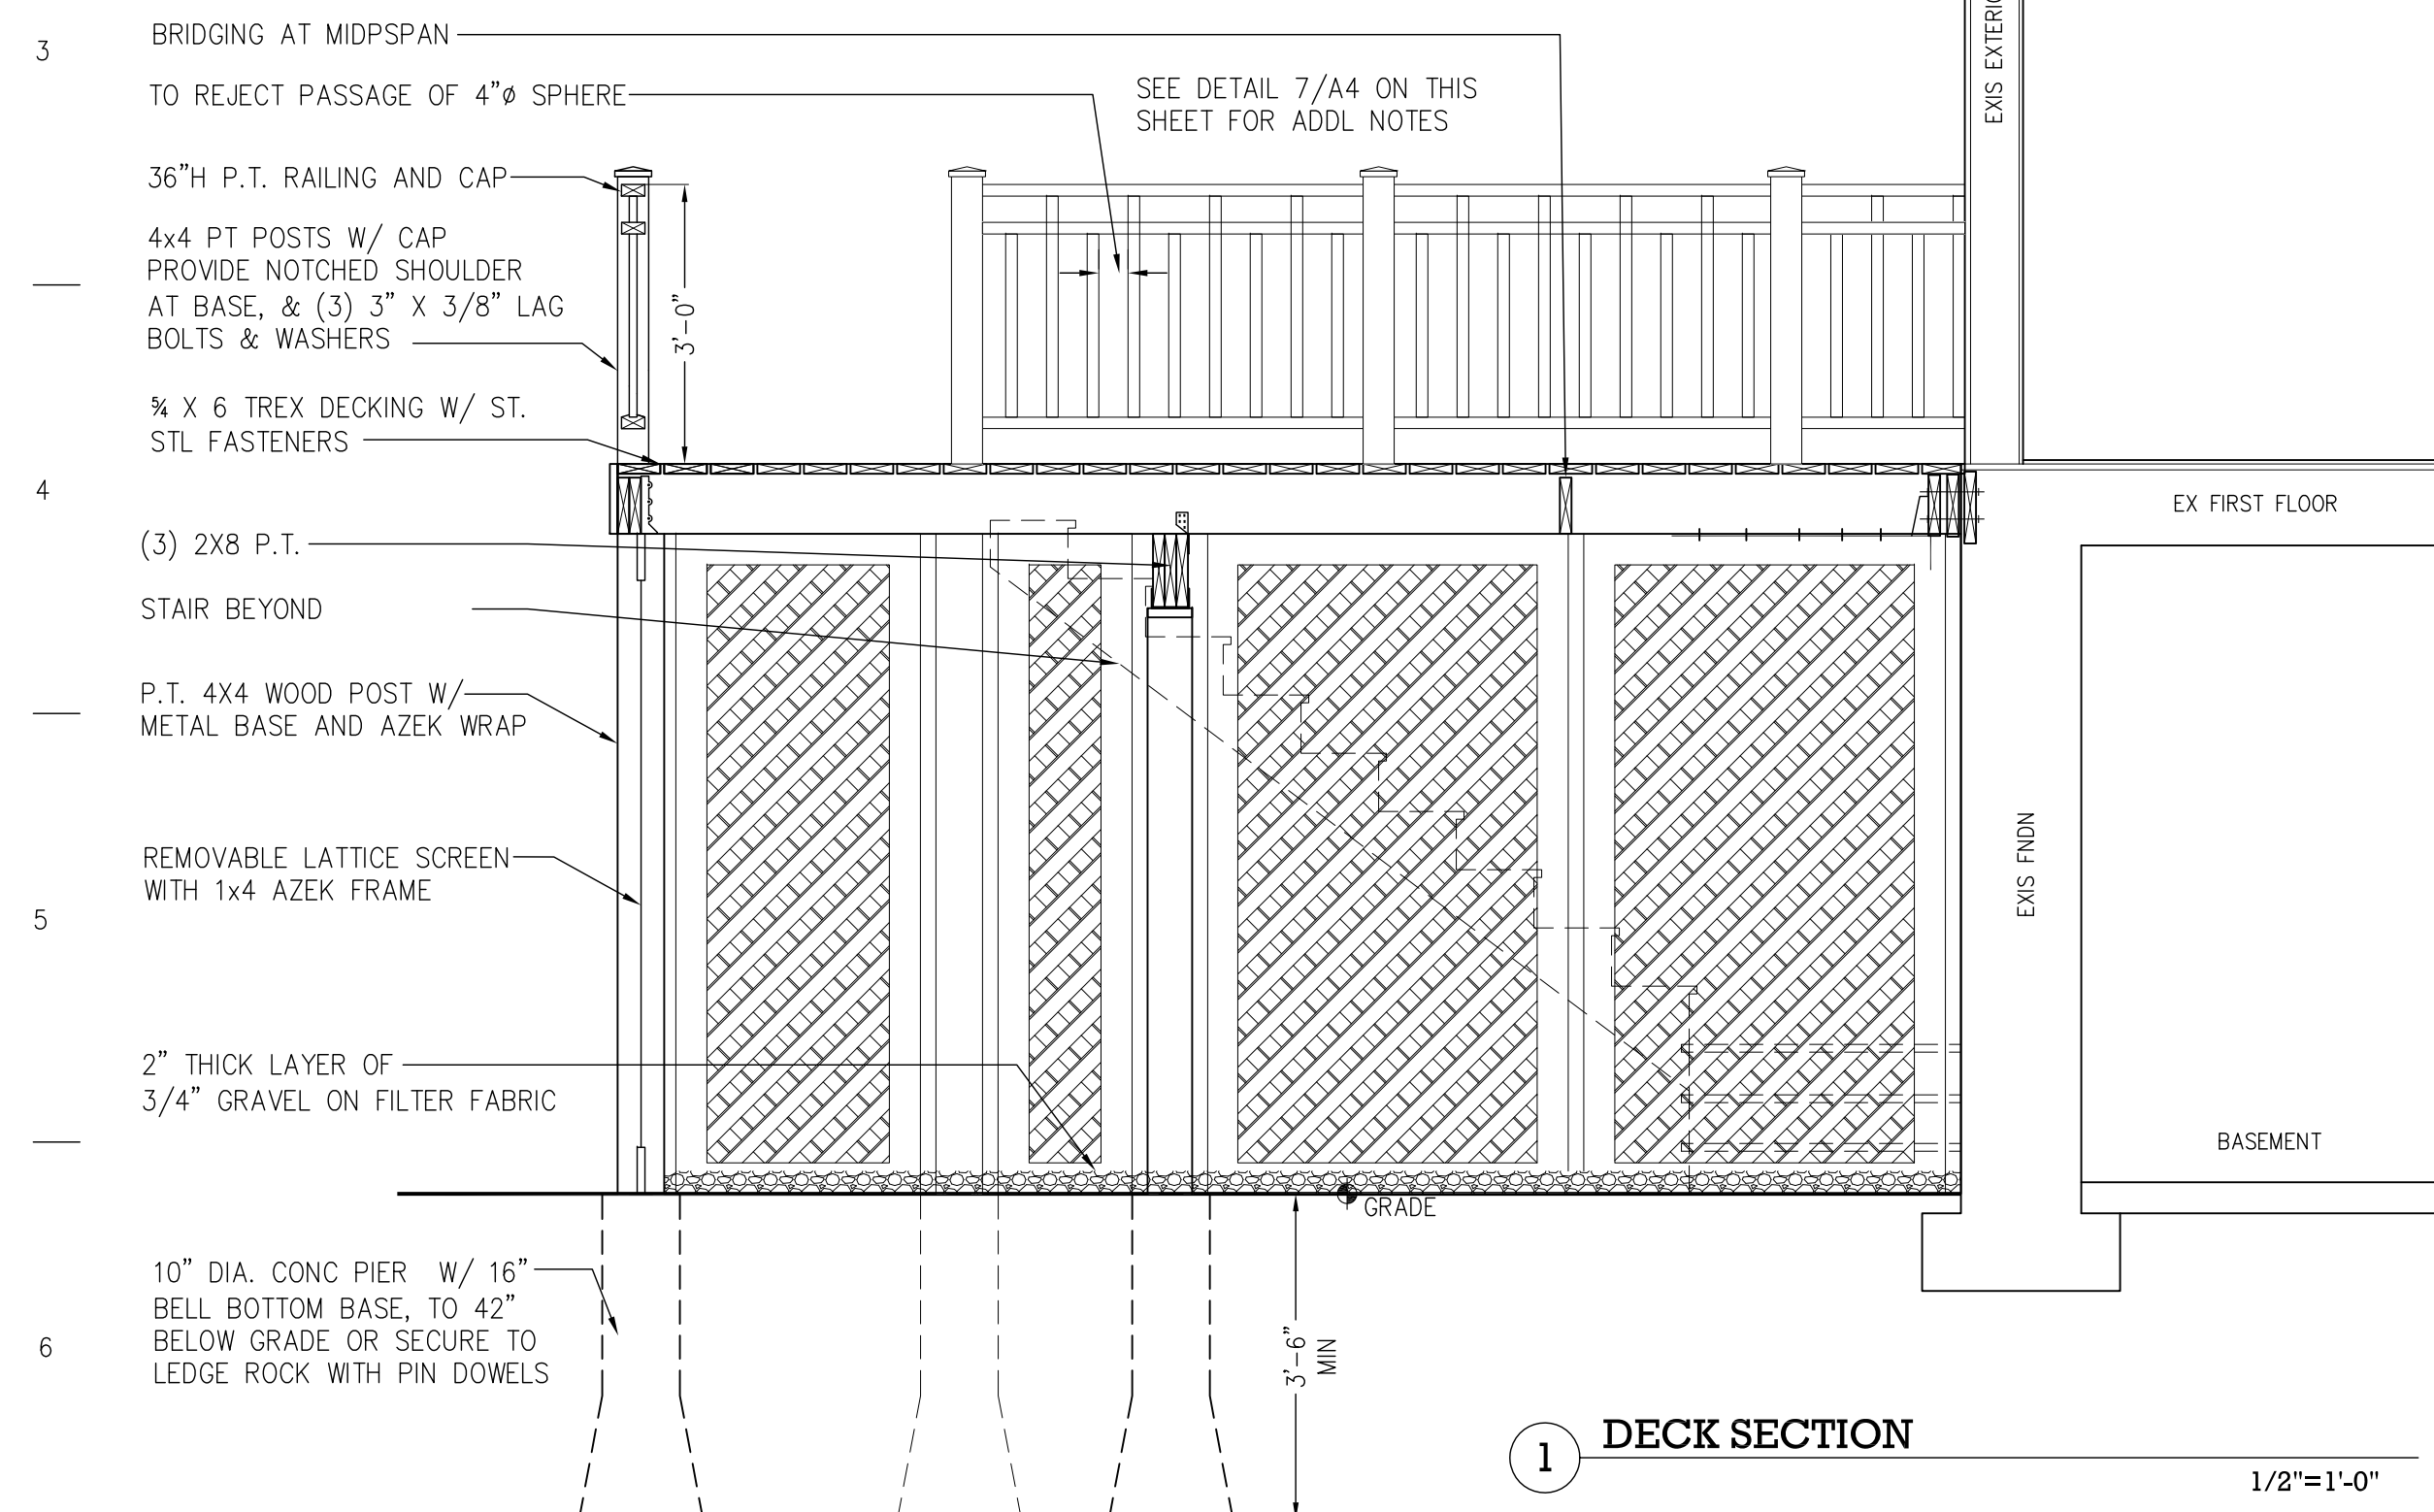 3
BRIDGING AT MIDPSPAN
TO REJECT PASSAGE OF 4"ø SPHERE
SEE DETAIL 7/A4 ON THIS
SHEET FOR ADDL NOTES
36"H P.T. RAILING AND CAP
4x4 PT POSTS W/ CAP
PROVIDE NOTCHED SHOULDER
AT BASE, & (3) 3" X 3/8" LAG
BOLTS & WASHERS
3'-0"
5/4 X 6 TREX DECKING W/ ST.
STL FASTENERS
4
EX FIRST FLOOR
(3) 2X8 P.T.
STAIR BEYOND
P.T. 4X4 WOOD POST W/
METAL BASE AND AZEK WRAP
REMOVABLE LATTICE SCREEN
WITH 1x4 AZEK FRAME
EXIS FNDN
5
2" THICK LAYER OF
3/4" GRAVEL ON FILTER FABRIC
BASEMENT
GRADE
10" DIA. CONC PIER W/ 16"
BELL BOTTOM BASE, TO 42"
BELOW GRADE OR SECURE TO
LEDGE ROCK WITH PIN DOWELS
6
3'-6"
MIN
1
DECK SECTION
1/2"=1'-0"
EXIS